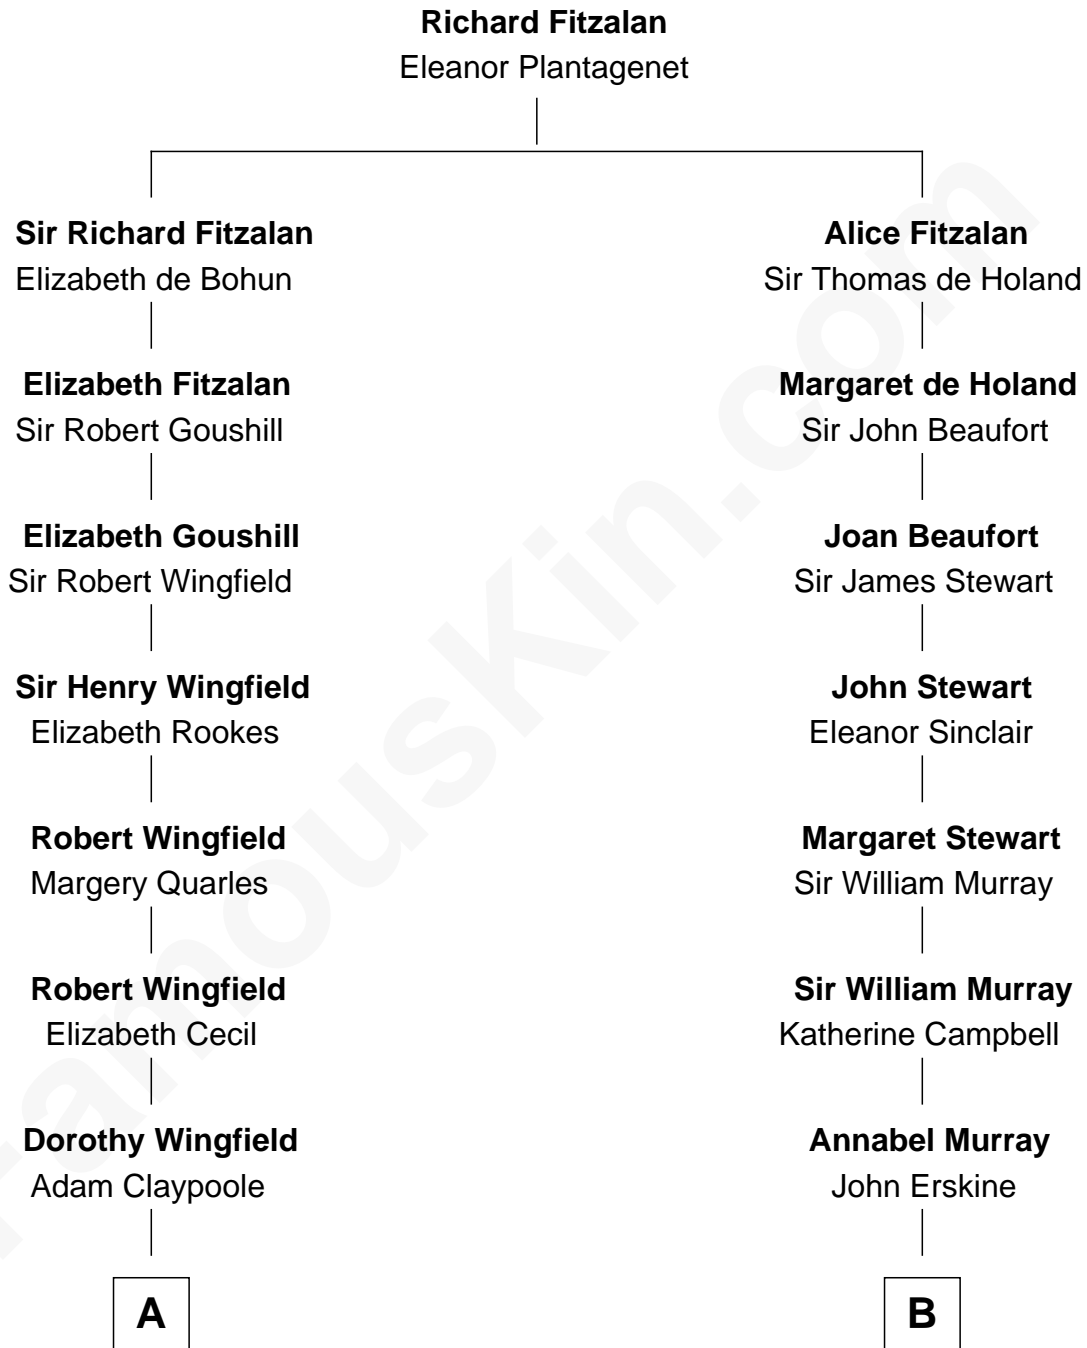 Richard Fitzalan
Eleanor Plantagenet
Sir Richard Fitzalan
Elizabeth de Bohun
Alice Fitzalan
Sir Thomas de Holand
Elizabeth Fitzalan
Sir Robert Goushill
Margaret de Holand
Sir John Beaufort
Elizabeth Goushill
Sir Robert Wingfield
Joan Beaufort
Sir James Stewart
Sir Henry Wingfield
Elizabeth Rookes
John Stewart
Eleanor Sinclair
Robert Wingfield
Margery Quarles
Margaret Stewart
Sir William Murray
Robert Wingfield
Elizabeth Cecil
Sir William Murray
Katherine Campbell
Dorothy Wingfield
Adam Claypoole
Annabel Murray
John Erskine
A
B
FamousKin.com